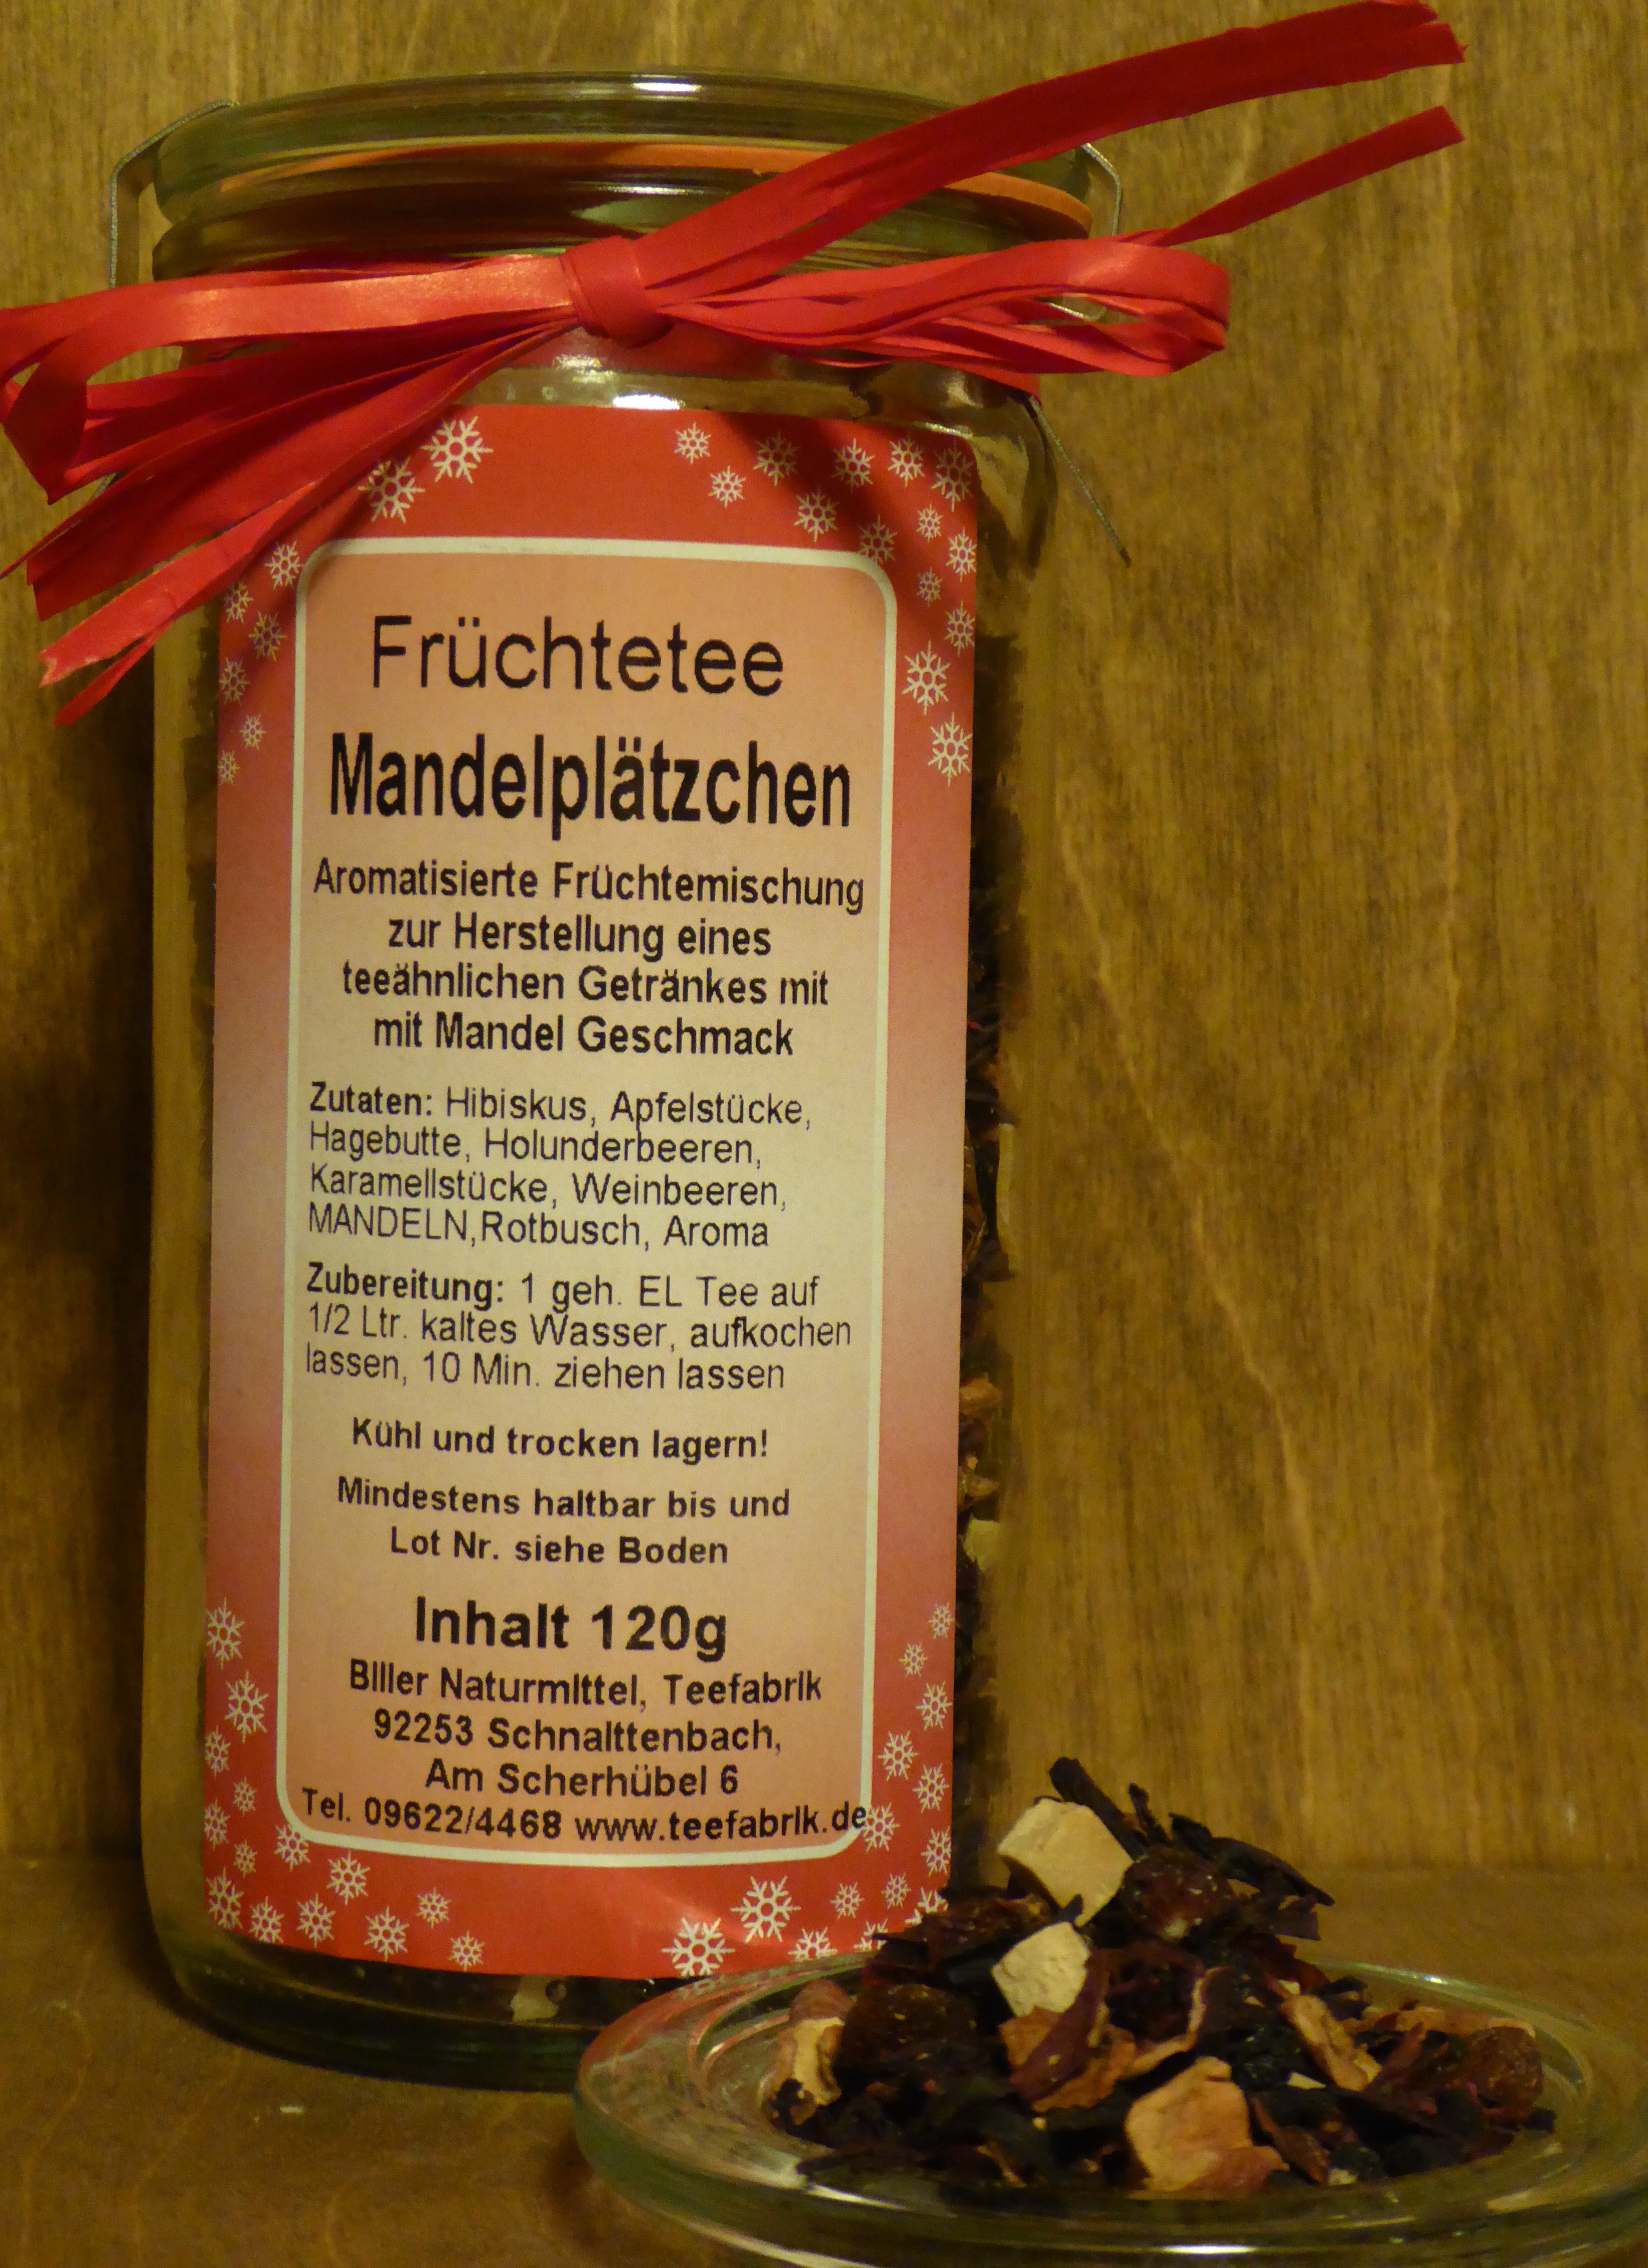 Früchtetee
Mandelplätzchen
Aromatisierte Früchtemischung
zur Herstellung eines
teeähnlichen Getränkes mit
mit Mandel Geschmack
Zutaten: Hibiskus, Apfelstücke,
Hagebutte, Holunderbeeren,
Karamellstücke, Weinbeeren,
MANDELN,Rotbusch, Aroma
Zubereitung: 1 geh. EL Tee auf
1/2 Ltr. kaltes Wasser, aufkochen
lassen, 10 Min. ziehen lassen
Kühl und trocken lagern!
Mindestens haltbar bis und
Lot Nr. siehe Boden
Inhalt 120g
Biller Naturmittel, Teefabrik
92253 Schnaittenbach,
Am Scherhübel 6
Tel. 09622/4468 www.teefabrik.de